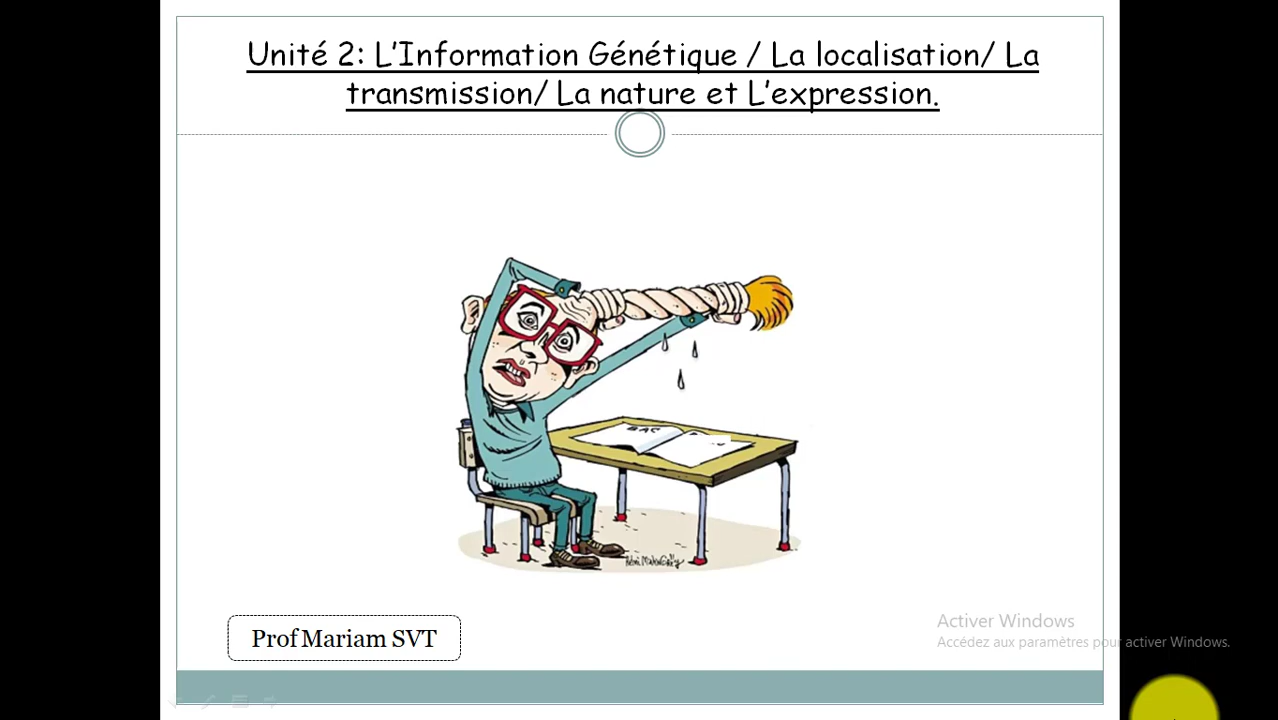 Unité 2: L'Information Génétique / La localisation/ La
transmission/ La nature et L'expression.
BAC
Prof Mariam SVT
Activer Windows
Accédez aux paramètres pour activer Windows.